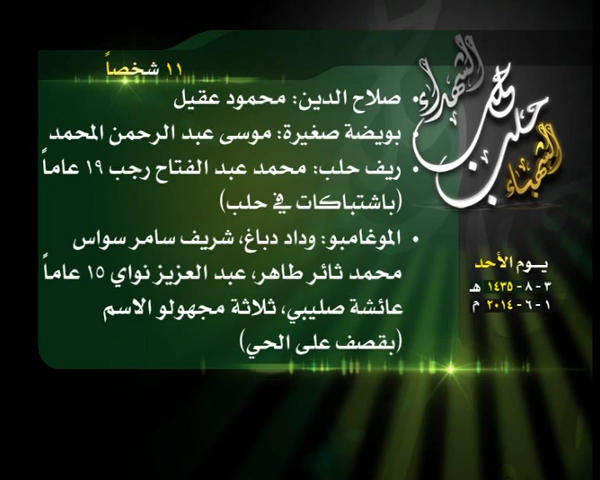 ١١ شخصاً
• صلاح الدين: محمود عقيل
بويضة صغيرة: موسى عبد الرحمن المحمد
• ريف حلب: محمد عبد الفتاح رجب ١٩ عاماً
(باشتباكات في حلب)
• الموغامبو: وداد دباغ، شريف سامر سواس
محمد ثائر طاهر، عبد العزيز نواي ١٥ عاماً
عائشة صليبي، ثلاثة مجهولو الاسم
(بقصف على الحي)
الشهداء
حلب
الشهباء
يوم الأحد
٣ - ٨ - ١٤٣٥ هـ
١ - ٦ - ٢٠١٤ م